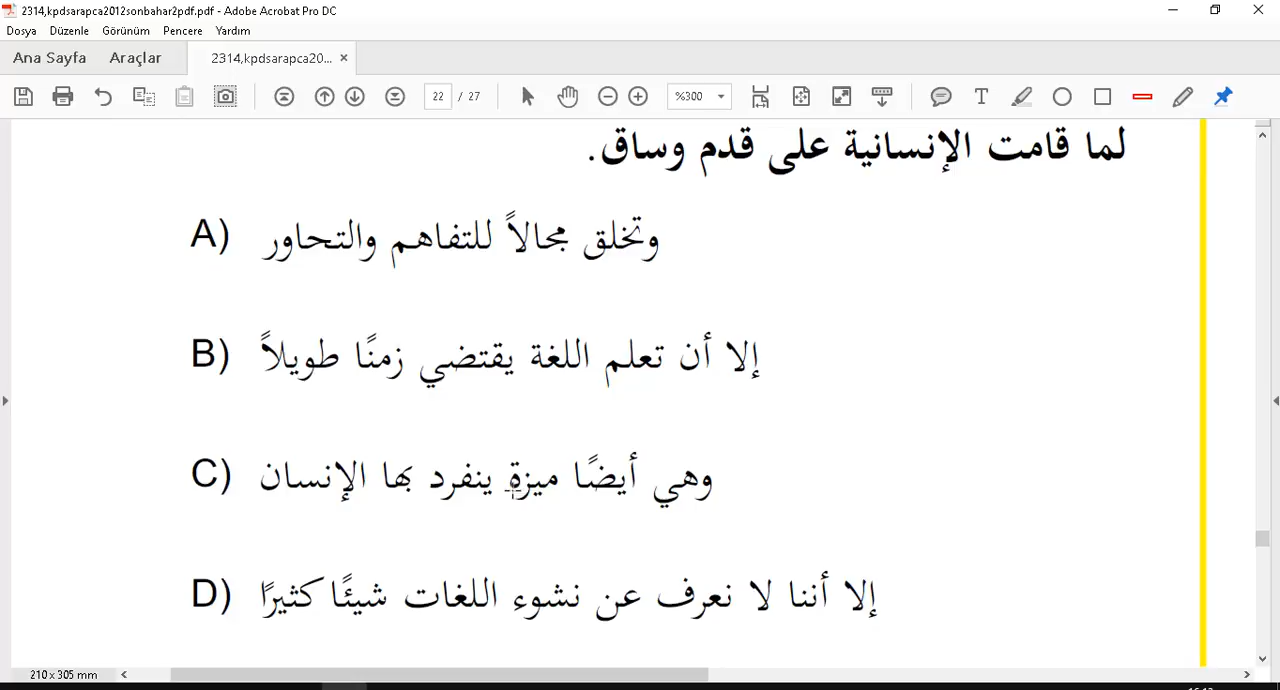 2314,kpdsarapca2012sonbahar2pdf.pdf - Adobe Acrobat Pro DC
Dosya Düzenle Görünüm Pencere Yardım
Ana Sayfa Araçlar 2314,kpdsarapca20... ×
22 / 27 %300
لما قامت الإنسانية على قدم وساق.
A) وتخلق مجالاً للتفاهم والتحاور
B) إلا أن تعلم اللغة يقتضي زمنًا طويلاً
C) وهي أيضًا ميزة ينفرد بها الإنسان
D) إلا أننا لا نعرف عن نشوء اللغات شيئًا كثيرًا
210 x 305 mm